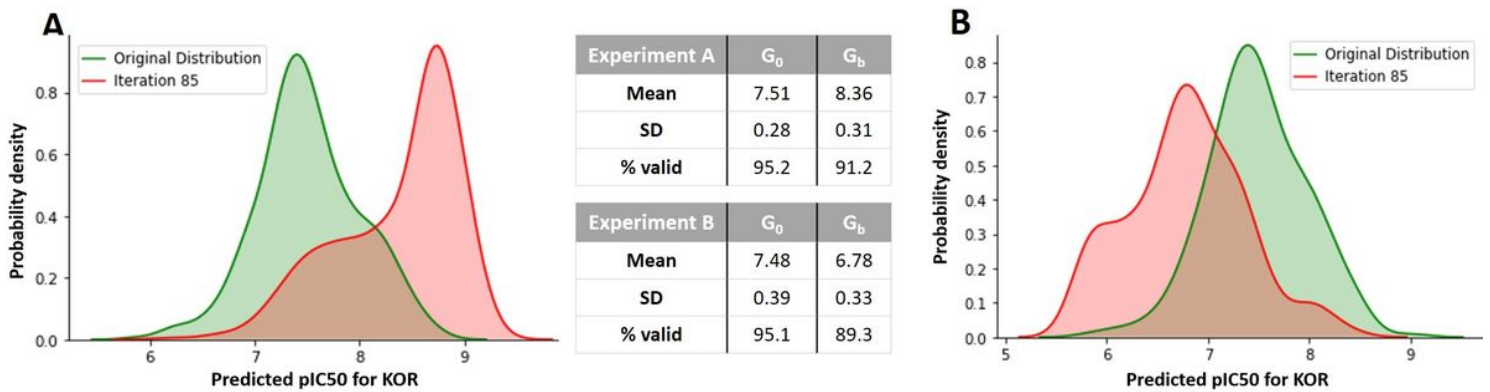 A
Original Distribution
Iteration 85
0.8
0.6
0.4
0.2
0.0
6 7 8 9
Probability density
Predicted pIC50 for KOR
Experiment A G₀ G_b
Mean 7.51 8.36
SD 0.28 0.31
% valid 95.2 91.2
Experiment B G₀ G_b
Mean 7.48 6.78
SD 0.39 0.33
% valid 95.1 89.3
B
Original Distribution
Iteration 85
0.8
0.7
0.6
0.5
0.4
0.3
0.2
0.1
0.0
5 6 7 8 9
Probability density
Predicted pIC50 for KOR